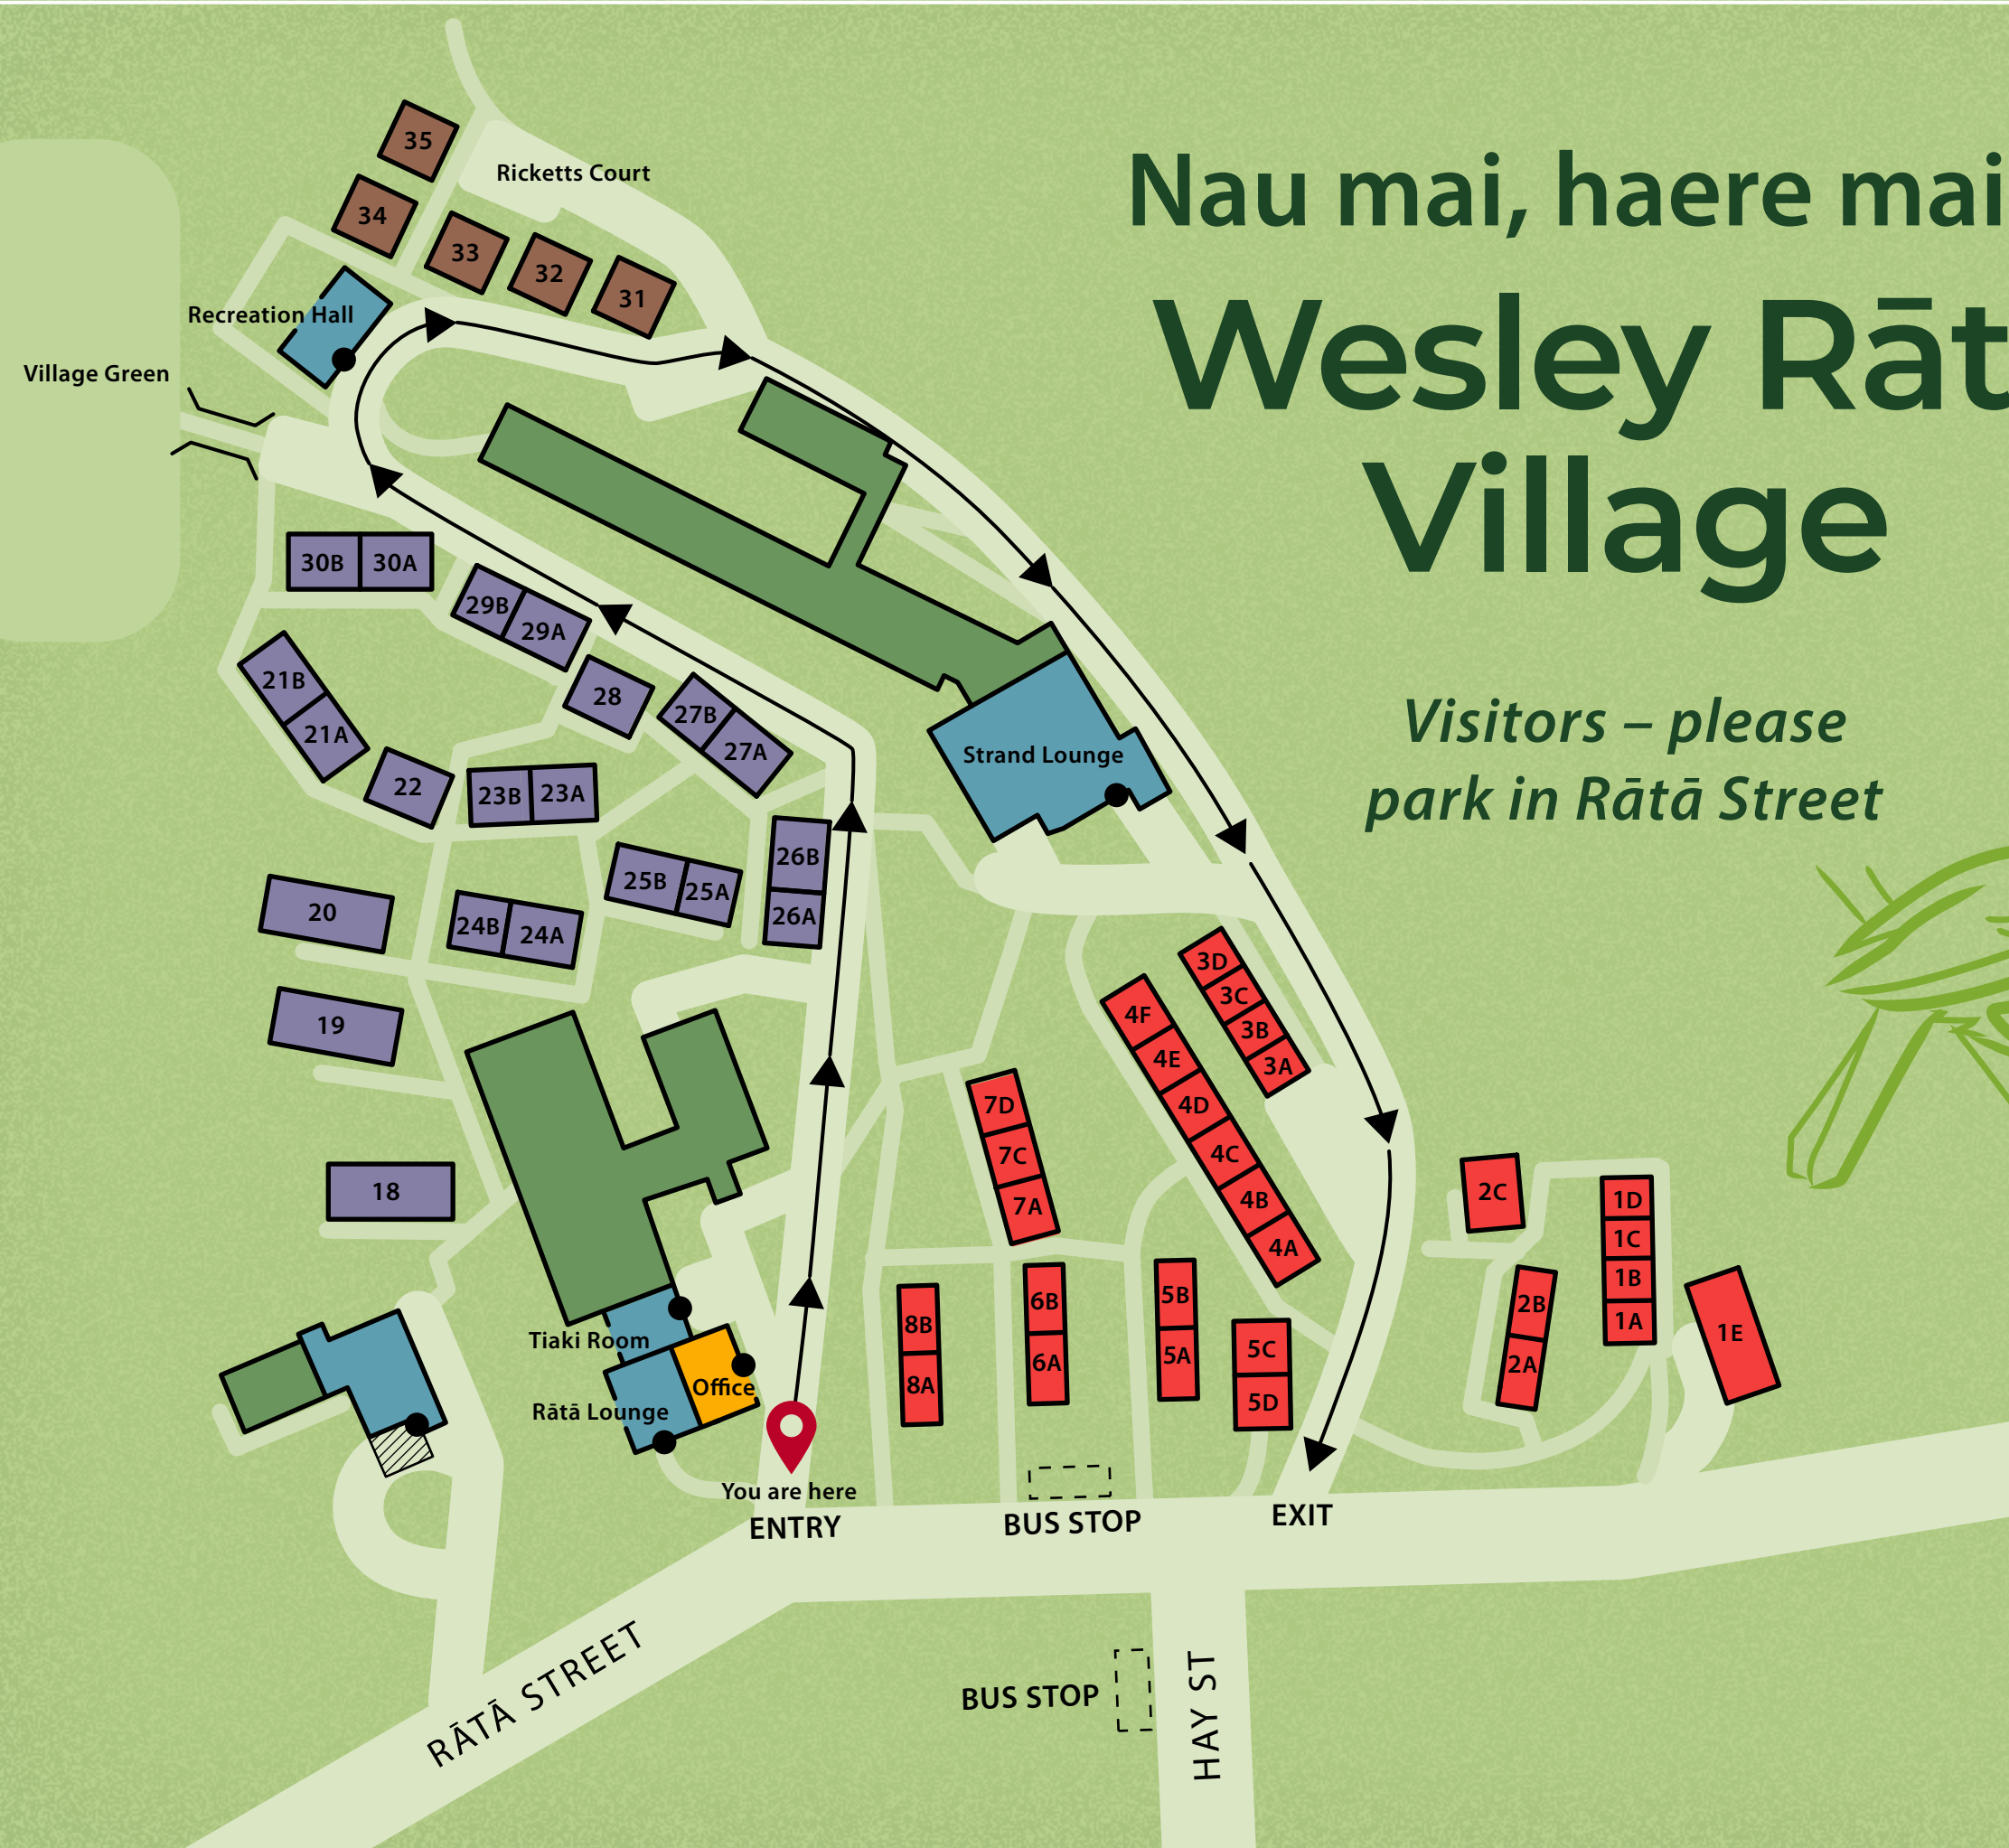 Nau mai, haere mai
Wesley Rāt
Village
Visitors – please
park in Rātā Street
35
Ricketts Court
34
33
32
31
Recreation Hall
Village Green
30B
30A
29B
29A
28
27B
27A
21B
21A
22
23B
23A
Strand Lounge
26B
26A
25B
25A
20
24B
24A
19
18
3D
3C
3B
3A
4F
4E
4D
4C
4B
4A
7D
7C
7A
2C
1D
1C
1B
1A
1E
2B
2A
8B
8A
6B
6A
5B
5A
5C
5D
Tiaki Room
Office
Rātā Lounge
You are here
ENTRY
BUS STOP
EXIT
RĀTĀ STREET
BUS STOP
HAY ST